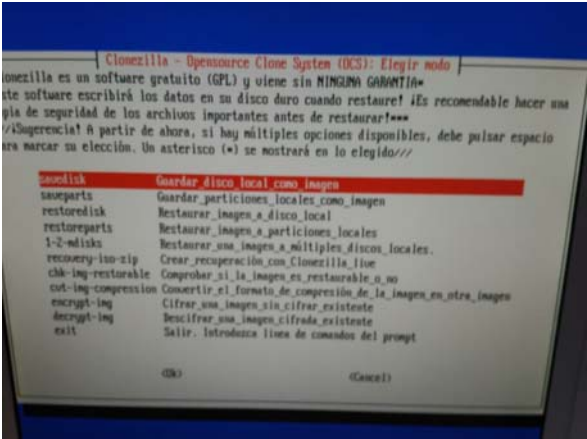 Clonezilla - Opensource Clone System (OCS): Elegir modo
lonezilla es un software gratuito (GPL) y viene sin NINGUNA GARANTIA*
ste software escribirá los datos en su disco duro cuando restaure! ¡Es recomendable hacer una
pia de seguridad de los archivos importantes antes de restaurar!***
//¡Sugerencia! A partir de ahora, si hay múltiples opciones disponibles, debe pulsar espacio
ara marcar su elección. Un asterisco (*) se mostrará en lo elegido///
savedisk Guardar_disco_local_como_imagen
saveparts Guardar_particiones_locales_como_imagen
restoredisk Restaurar_imagen_a_disco_local
restoreparts Restaurar_imagen_a_particiones_locales
1-2-mdisks Restaurar_una_imagen_a_múltiples_discos_locales.
recovery-iso-zip Crear_recuperación_con_Clonezilla_live
chk-img-restorable Comprobar_si_la_imagen_es_restaurable_o_no
cvt-img-compression Convertir_el_formato_de_compresión_de_la_imagen_en_otra_imagen
encrypt-img Cifrar_una_imagen_sin_cifrar_existente
decrypt-img Descifrar_una_imagen_cifrada_existente
exit Salir. Introduzca línea de comandos del prompt
<Ok> <Cancel>